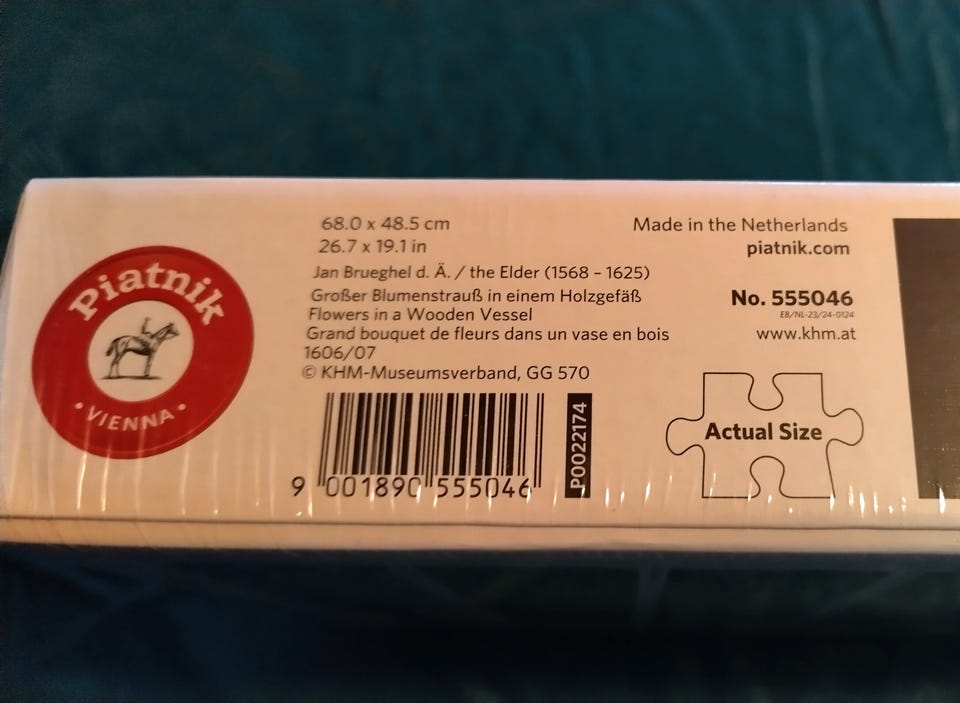 Piatnik
• VIENNA •
68.0 x 48.5 cm
26.7 x 19.1 in
Jan Brueghel d. Ä. / the Elder (1568 - 1625)
Großer Blumenstrauß in einem Holzgefäß
Flowers in a Wooden Vessel
Grand bouquet de fleurs dans un vase en bois
1606/07
© KHM-Museumsverband, GG 570
9 001890 555046
P0022174
Made in the Netherlands
piatnik.com
No. 555046
EB/NL-23/24-0124
www.khm.at
Actual Size